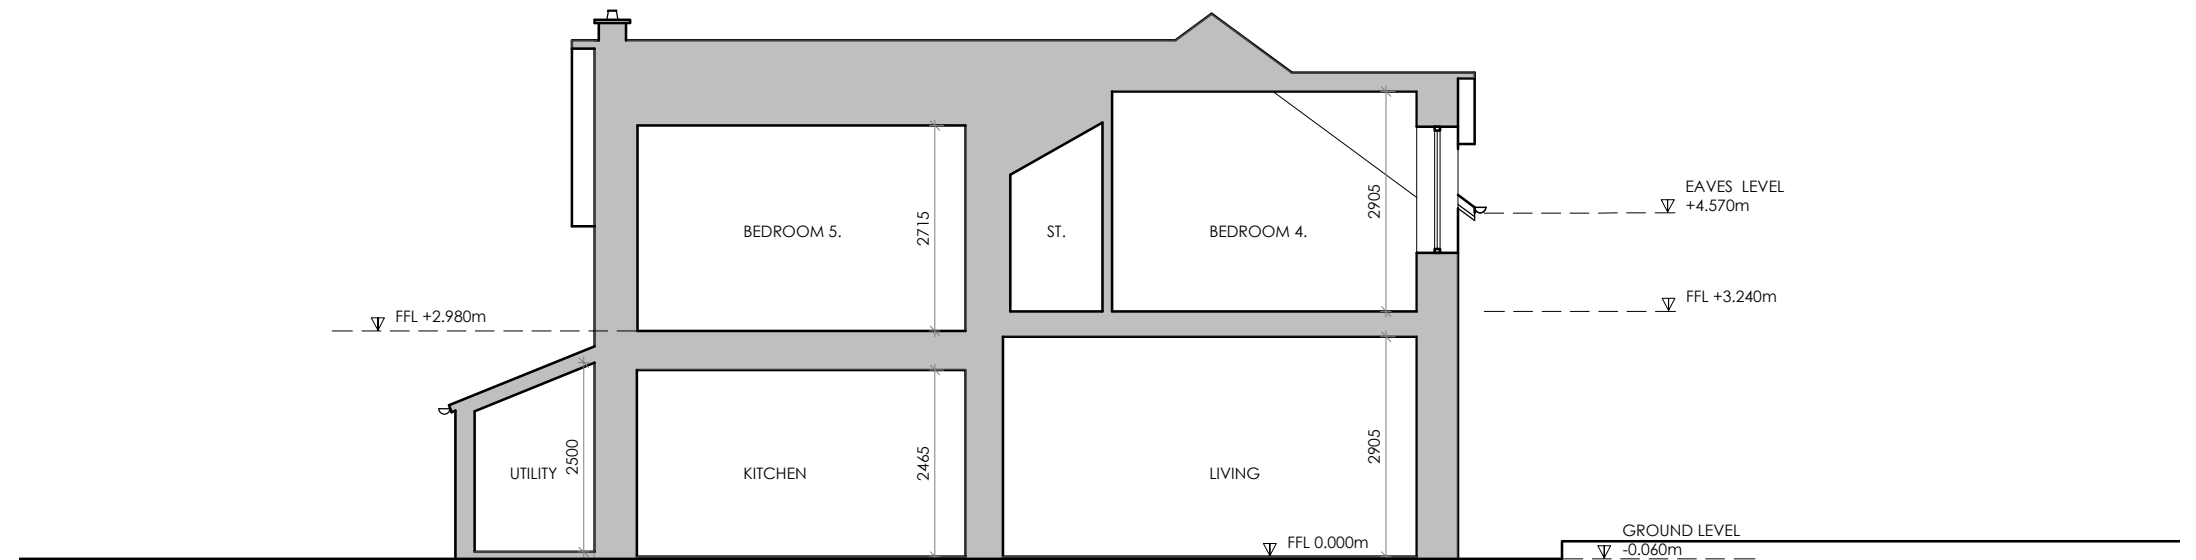 EAVES LEVEL
+4.570m
2715
2905
BEDROOM 5.
ST.
BEDROOM 4.
FFL +3.240m
FFL +2.980m
2500
2465
2905
UTILITY
KITCHEN
LIVING
GROUND LEVEL
-0.060m
FFL 0.000m